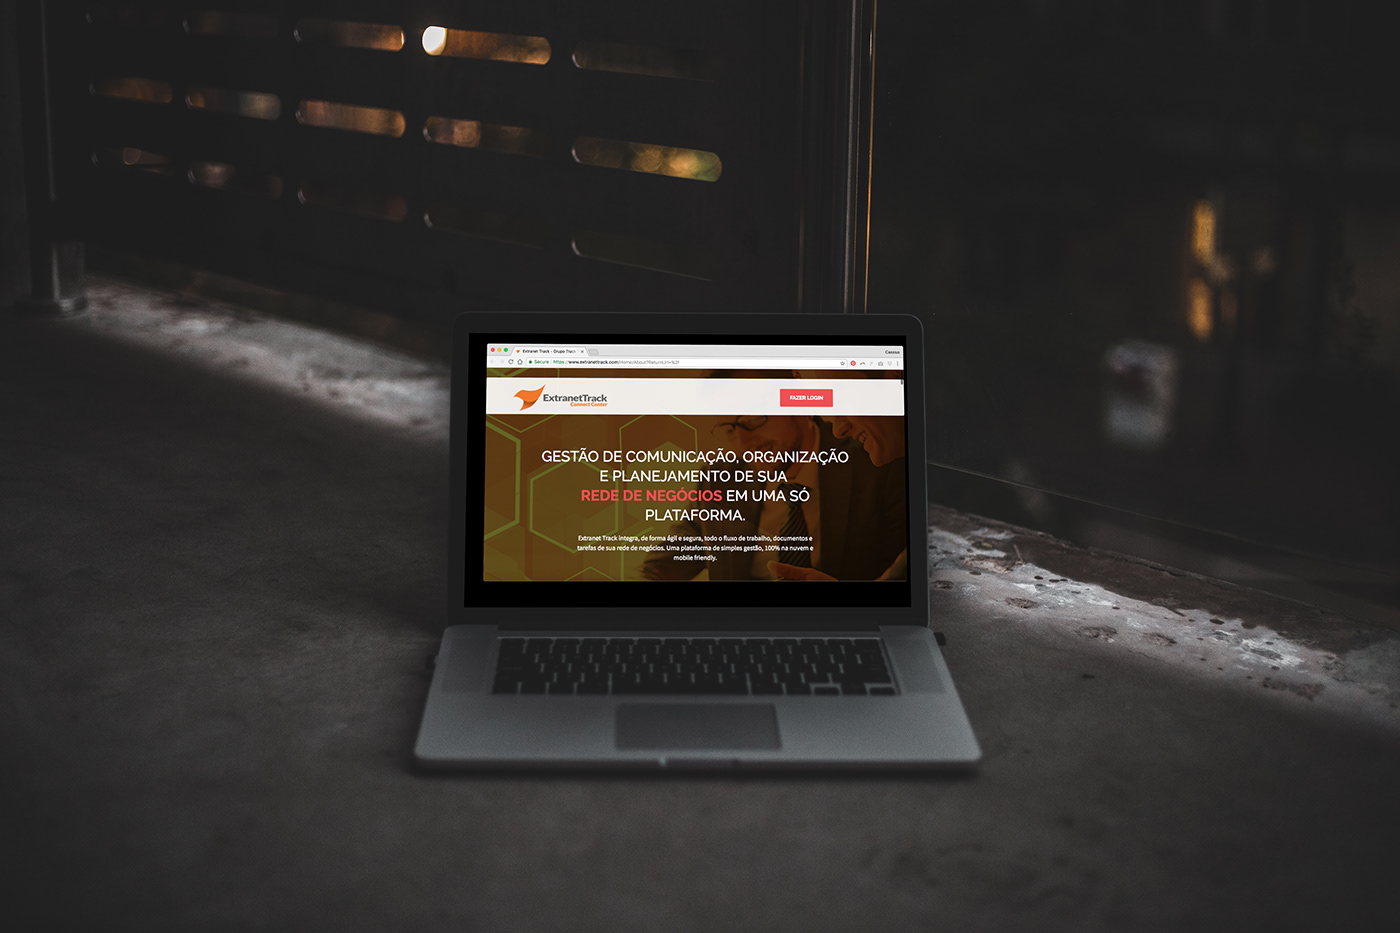 Extranet Track - Grupo Track
Caesus
Secure
https://www.extranettrack.com/Home/About?ReturnUrl=%2f
ExtranetTrack
Connect Center
FAZER LOGIN
GESTÃO DE COMUNICAÇÃO, ORGANIZAÇÃO
E PLANEJAMENTO DE SUA
REDE DE NEGÓCIOS EM UMA SÓ
PLATAFORMA.
Extranet Track integra, de forma ágil e segura, todo o fluxo de trabalho, documentos e
tarefas de sua rede de negócios. Uma plataforma de simples gestão, 100% na nuvem e
mobile friendly.